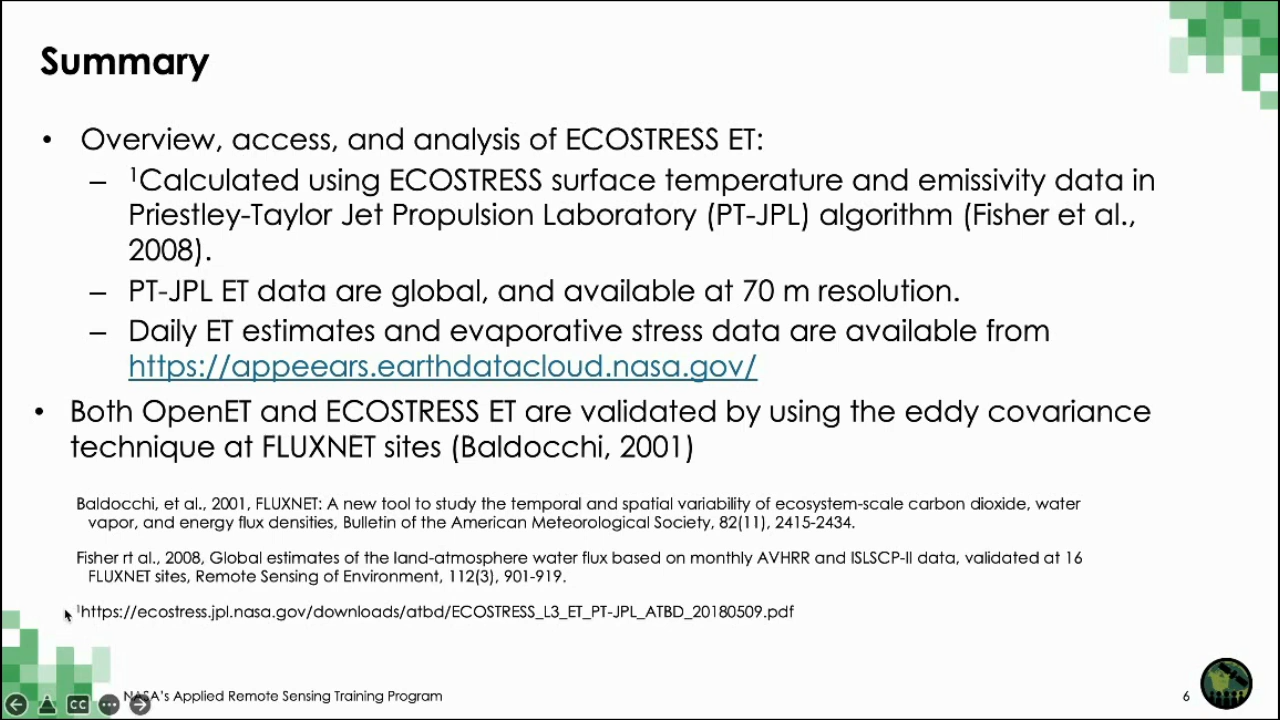 Summary
• Overview, access, and analysis of ECOSTRESS ET:
– ¹Calculated using ECOSTRESS surface temperature and emissivity data in
Priestley-Taylor Jet Propulsion Laboratory (PT-JPL) algorithm (Fisher et al.,
2008).
– PT-JPL ET data are global, and available at 70 m resolution.
– Daily ET estimates and evaporative stress data are available from
https://appeears.earthdatacloud.nasa.gov/
• Both OpenET and ECOSTRESS ET are validated by using the eddy covariance
technique at FLUXNET sites (Baldocchi, 2001)
Baldocchi, et al., 2001, FLUXNET: A new tool to study the temporal and spatial variability of ecosystem-scale carbon dioxide, water
vapor, and energy flux densities, Bulletin of the American Meteorological Society, 82(11), 2415-2434.
Fisher rt al., 2008, Global estimates of the land-atmosphere water flux based on monthly AVHRR and ISLSCP-II data, validated at 16
FLUXNET sites, Remote Sensing of Environment, 112(3), 901-919.
¹https://ecostress.jpl.nasa.gov/downloads/atbd/ECOSTRESS_L3_ET_PT-JPL_ATBD_20180509.pdf
CC
NASA's Applied Remote Sensing Training Program
6